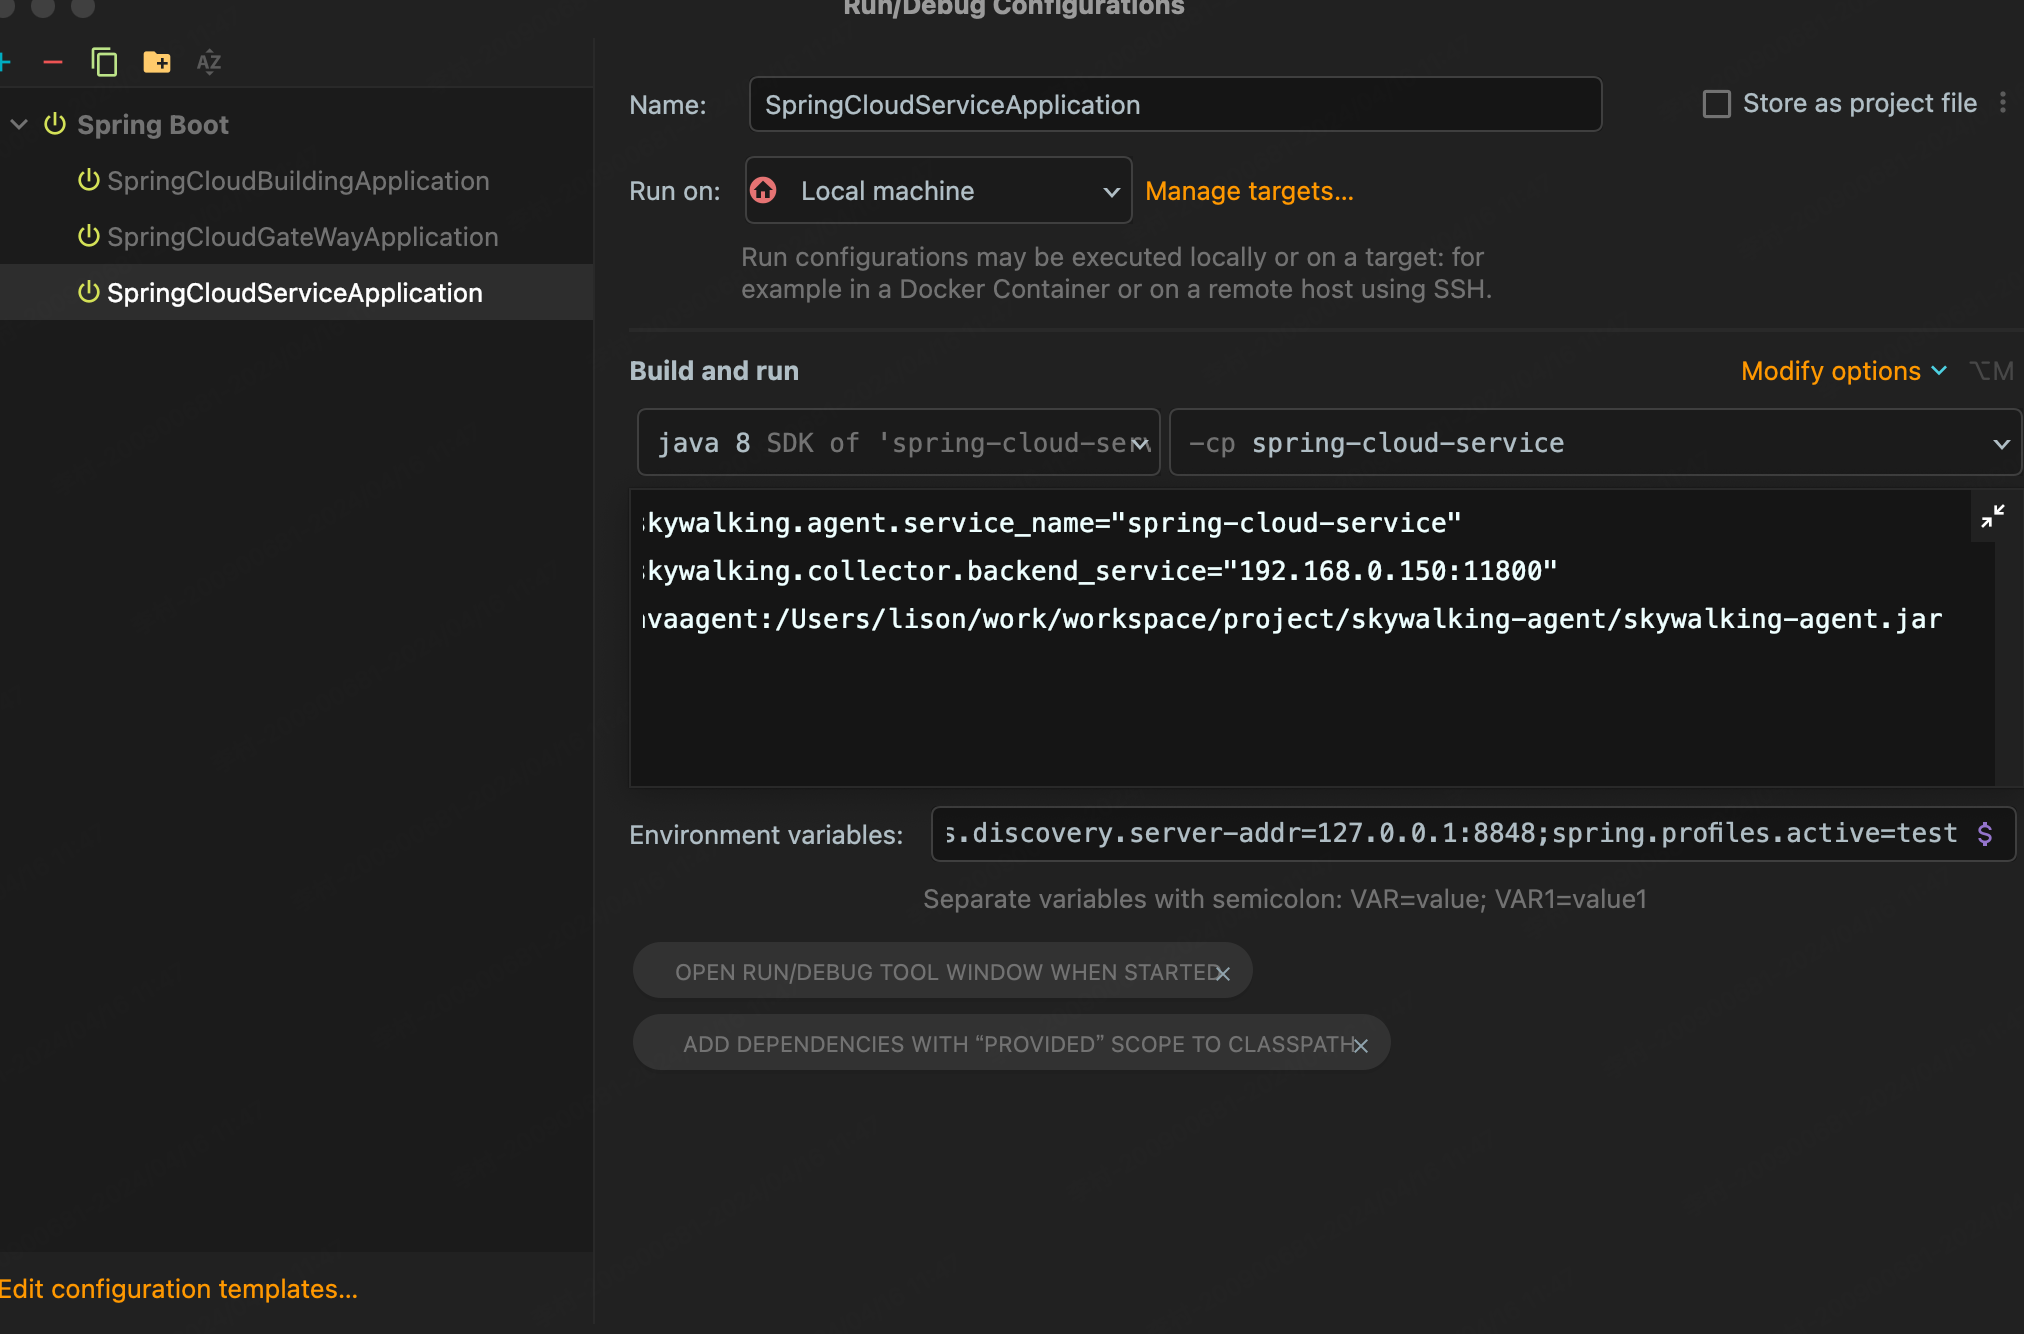 Run/Debug Configurations
Spring Boot
SpringCloudBuildingApplication
SpringCloudGateWayApplication
SpringCloudServiceApplication
Edit configuration templates...
Name: SpringCloudServiceApplication
Store as project file
Run on: Local machine Manage targets...
Run configurations may be executed locally or on a target: for
example in a Docker Container or on a remote host using SSH.
Build and run
Modify options ⌥M
java 8 SDK of 'spring-cloud-serv
-cp spring-cloud-service
skywalking.agent.service_name="spring-cloud-service"
skywalking.collector.backend_service="192.168.0.150:11800"
avaagent:/Users/lison/work/workspace/project/skywalking-agent/skywalking-agent.jar
Environment variables: s.discovery.server-addr=127.0.0.1:8848;spring.profiles.active=test $
Separate variables with semicolon: VAR=value; VAR1=value1
OPEN RUN/DEBUG TOOL WINDOW WHEN STARTED
ADD DEPENDENCIES WITH “PROVIDED” SCOPE TO CLASSPATH